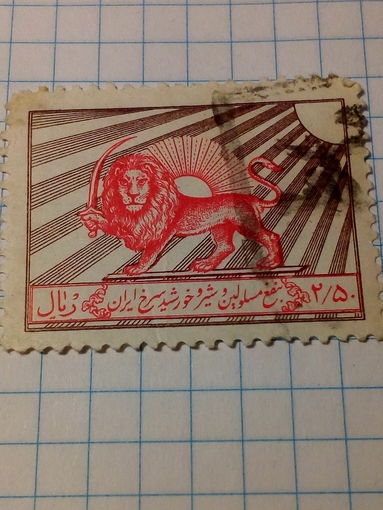 ۲/۵۰ بنفع مسلولین و شیر و خورشید سرخ ایران ریال